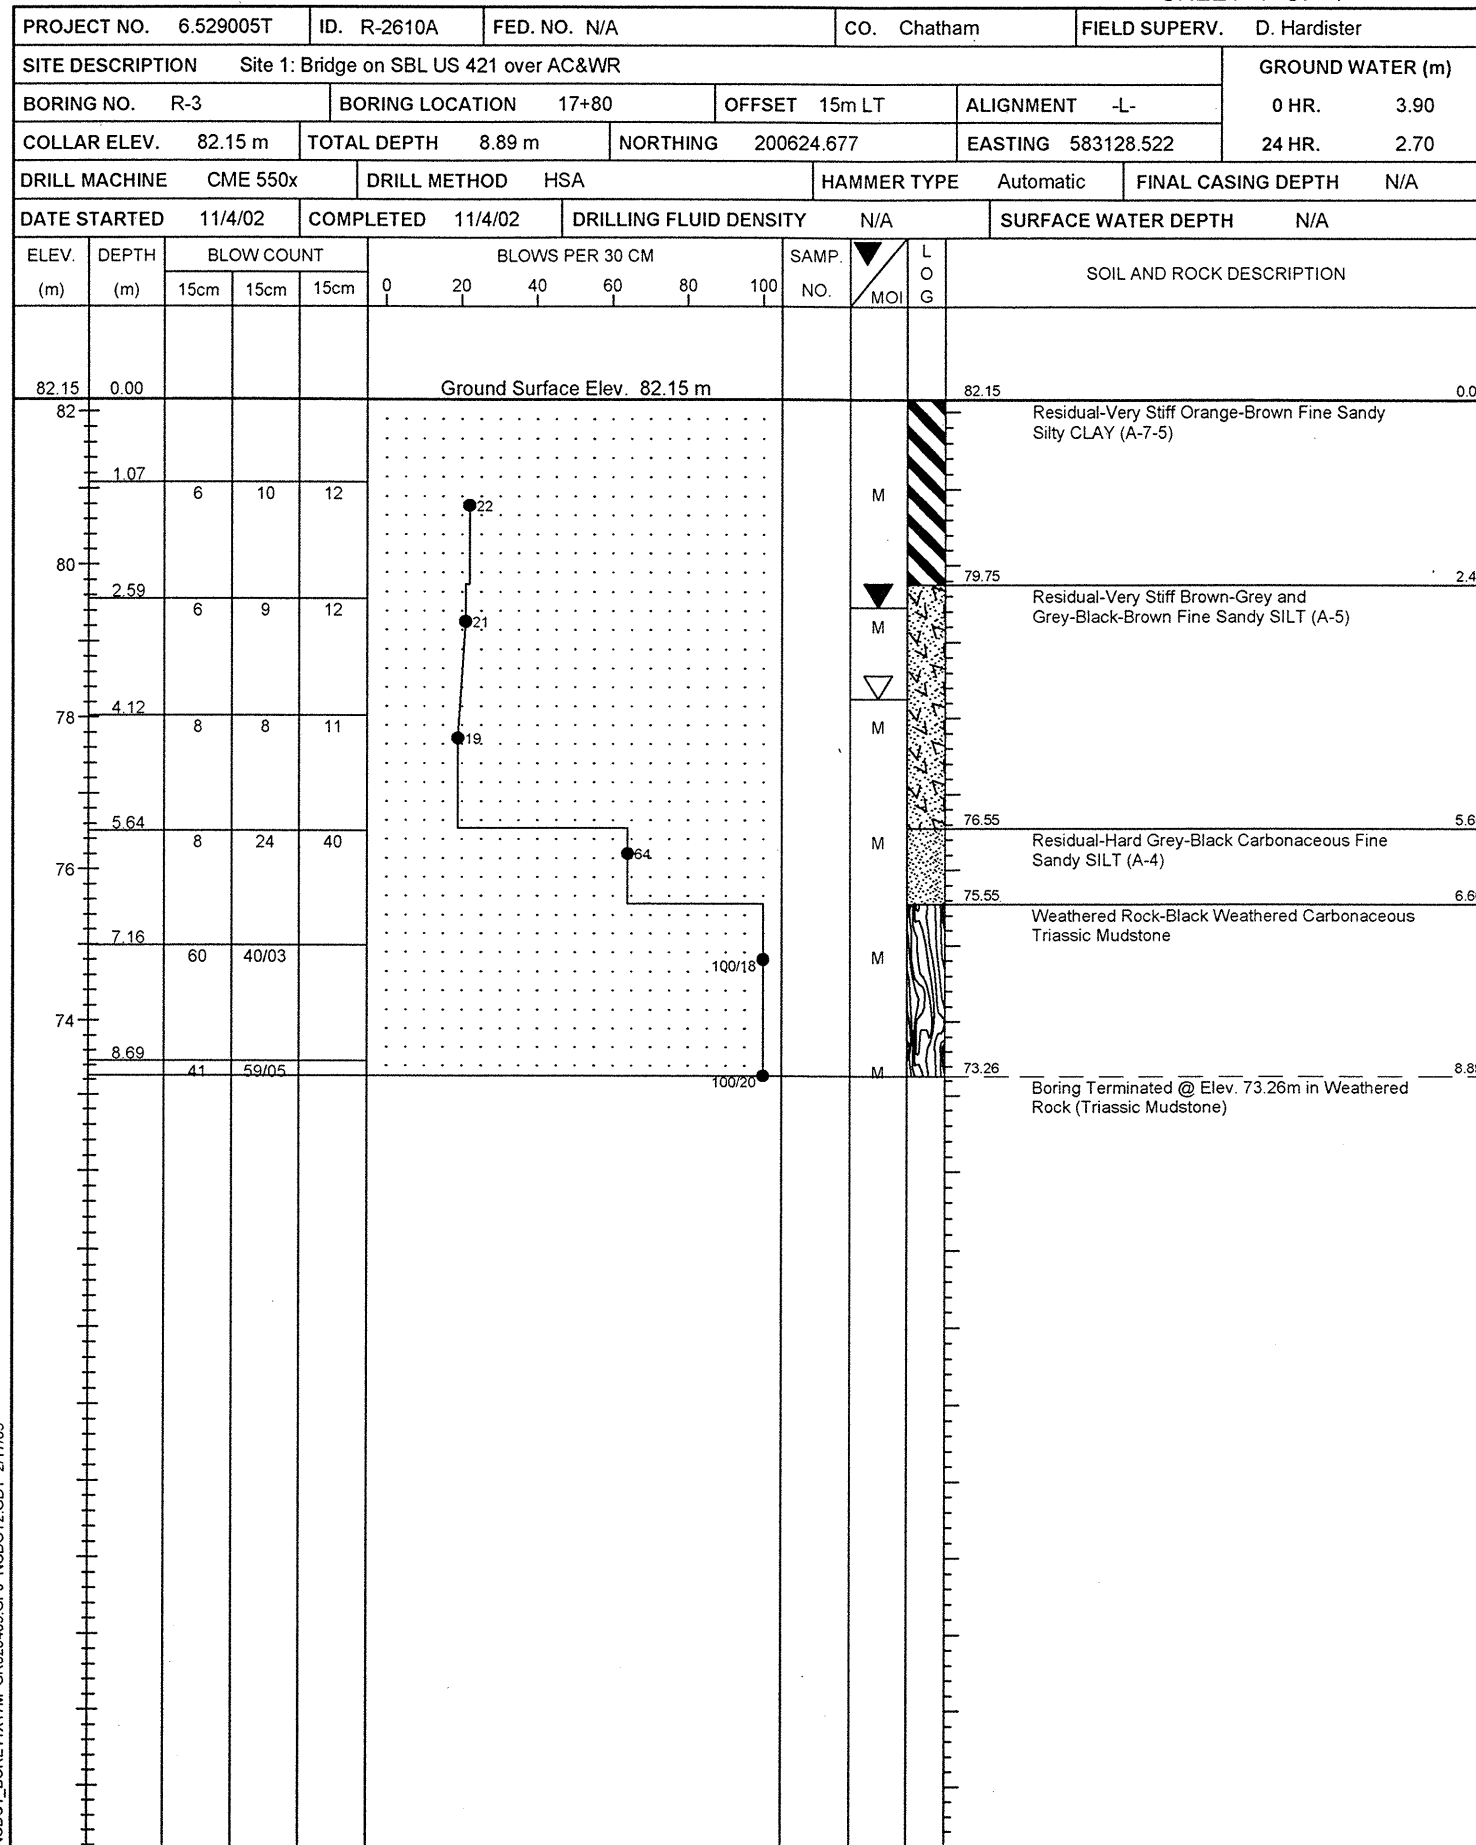 PROJECT NO. 6.529005T ID. R-2610A FED. NO. N/A CO. Chatham FIELD SUPERV. D. Hardister
SITE DESCRIPTION Site 1: Bridge on SBL US 421 over AC&WR GROUND WATER (m)
BORING NO. R-3 BORING LOCATION 17+80 OFFSET 15m LT ALIGNMENT -L- 0 HR. 3.90
COLLAR ELEV. 82.15 m TOTAL DEPTH 8.89 m NORTHING 200624.677 EASTING 583128.522 24 HR. 2.70
DRILL MACHINE CME 550x DRILL METHOD HSA HAMMER TYPE Automatic FINAL CASING DEPTH N/A
DATE STARTED 11/4/02 COMPLETED 11/4/02 DRILLING FLUID DENSITY N/A SURFACE WATER DEPTH N/A
ELEV. DEPTH BLOW COUNT BLOWS PER 30 CM SAMP. L
O SOIL AND ROCK DESCRIPTION
(m) (m) 15cm 15cm 15cm 0 20 40 60 80 100 NO. MOI G
82.15 0.00 Ground Surface Elev. 82.15 m 82.15 0.0
82 Residual-Very Stiff Orange-Brown Fine Sandy
Silty CLAY (A-7-5)
1.07
6 10 12 22 M
80
79.75 2.4
2.59 Residual-Very Stiff Brown-Grey and
6 9 12 21 M Grey-Black-Brown Fine Sandy SILT (A-5)
4.12
78
8 8 11 19 M
5.64 76.55 5.6
8 24 40 64 M Residual-Hard Grey-Black Carbonaceous Fine
76 Sandy SILT (A-4)
75.55 6.6
Weathered Rock-Black Weathered Carbonaceous
7.16 Triassic Mudstone
60 40/03 100/18 M
74
8.69
41 59/05 100/20 M 73.26 8.8
Boring Terminated @ Elev. 73.26m in Weathered
Rock (Triassic Mudstone)